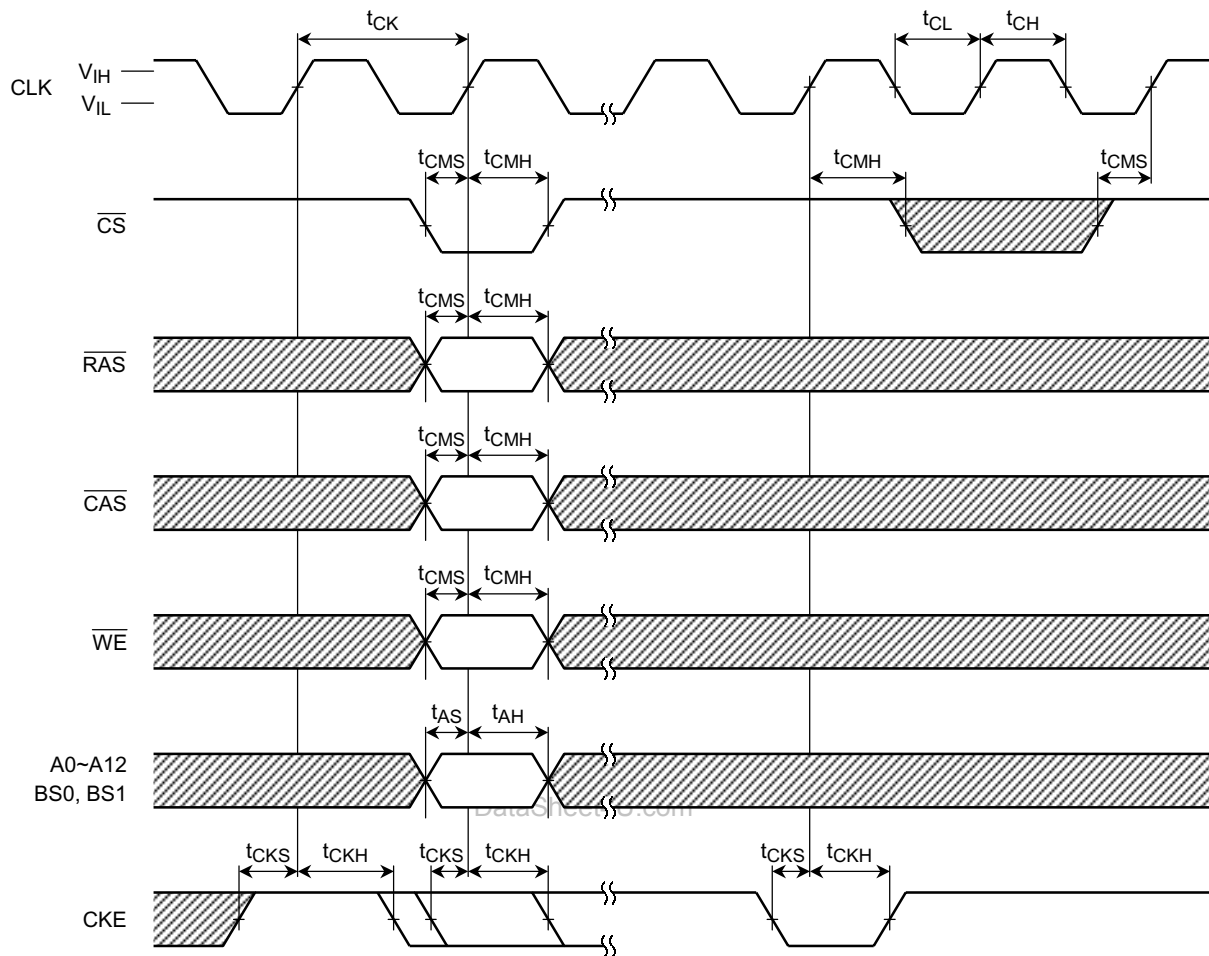 tCK tCL tCH
VIH
CLK
VIL
tCMS tCMH tCMH tCMS
CS
tCMS tCMH
RAS
tCMS tCMH
CAS
tCMS tCMH
WE
tAS tAH
A0~A12
BS0, BS1
tCKS tCKH tCKS tCKH tCKS tCKH
CKE